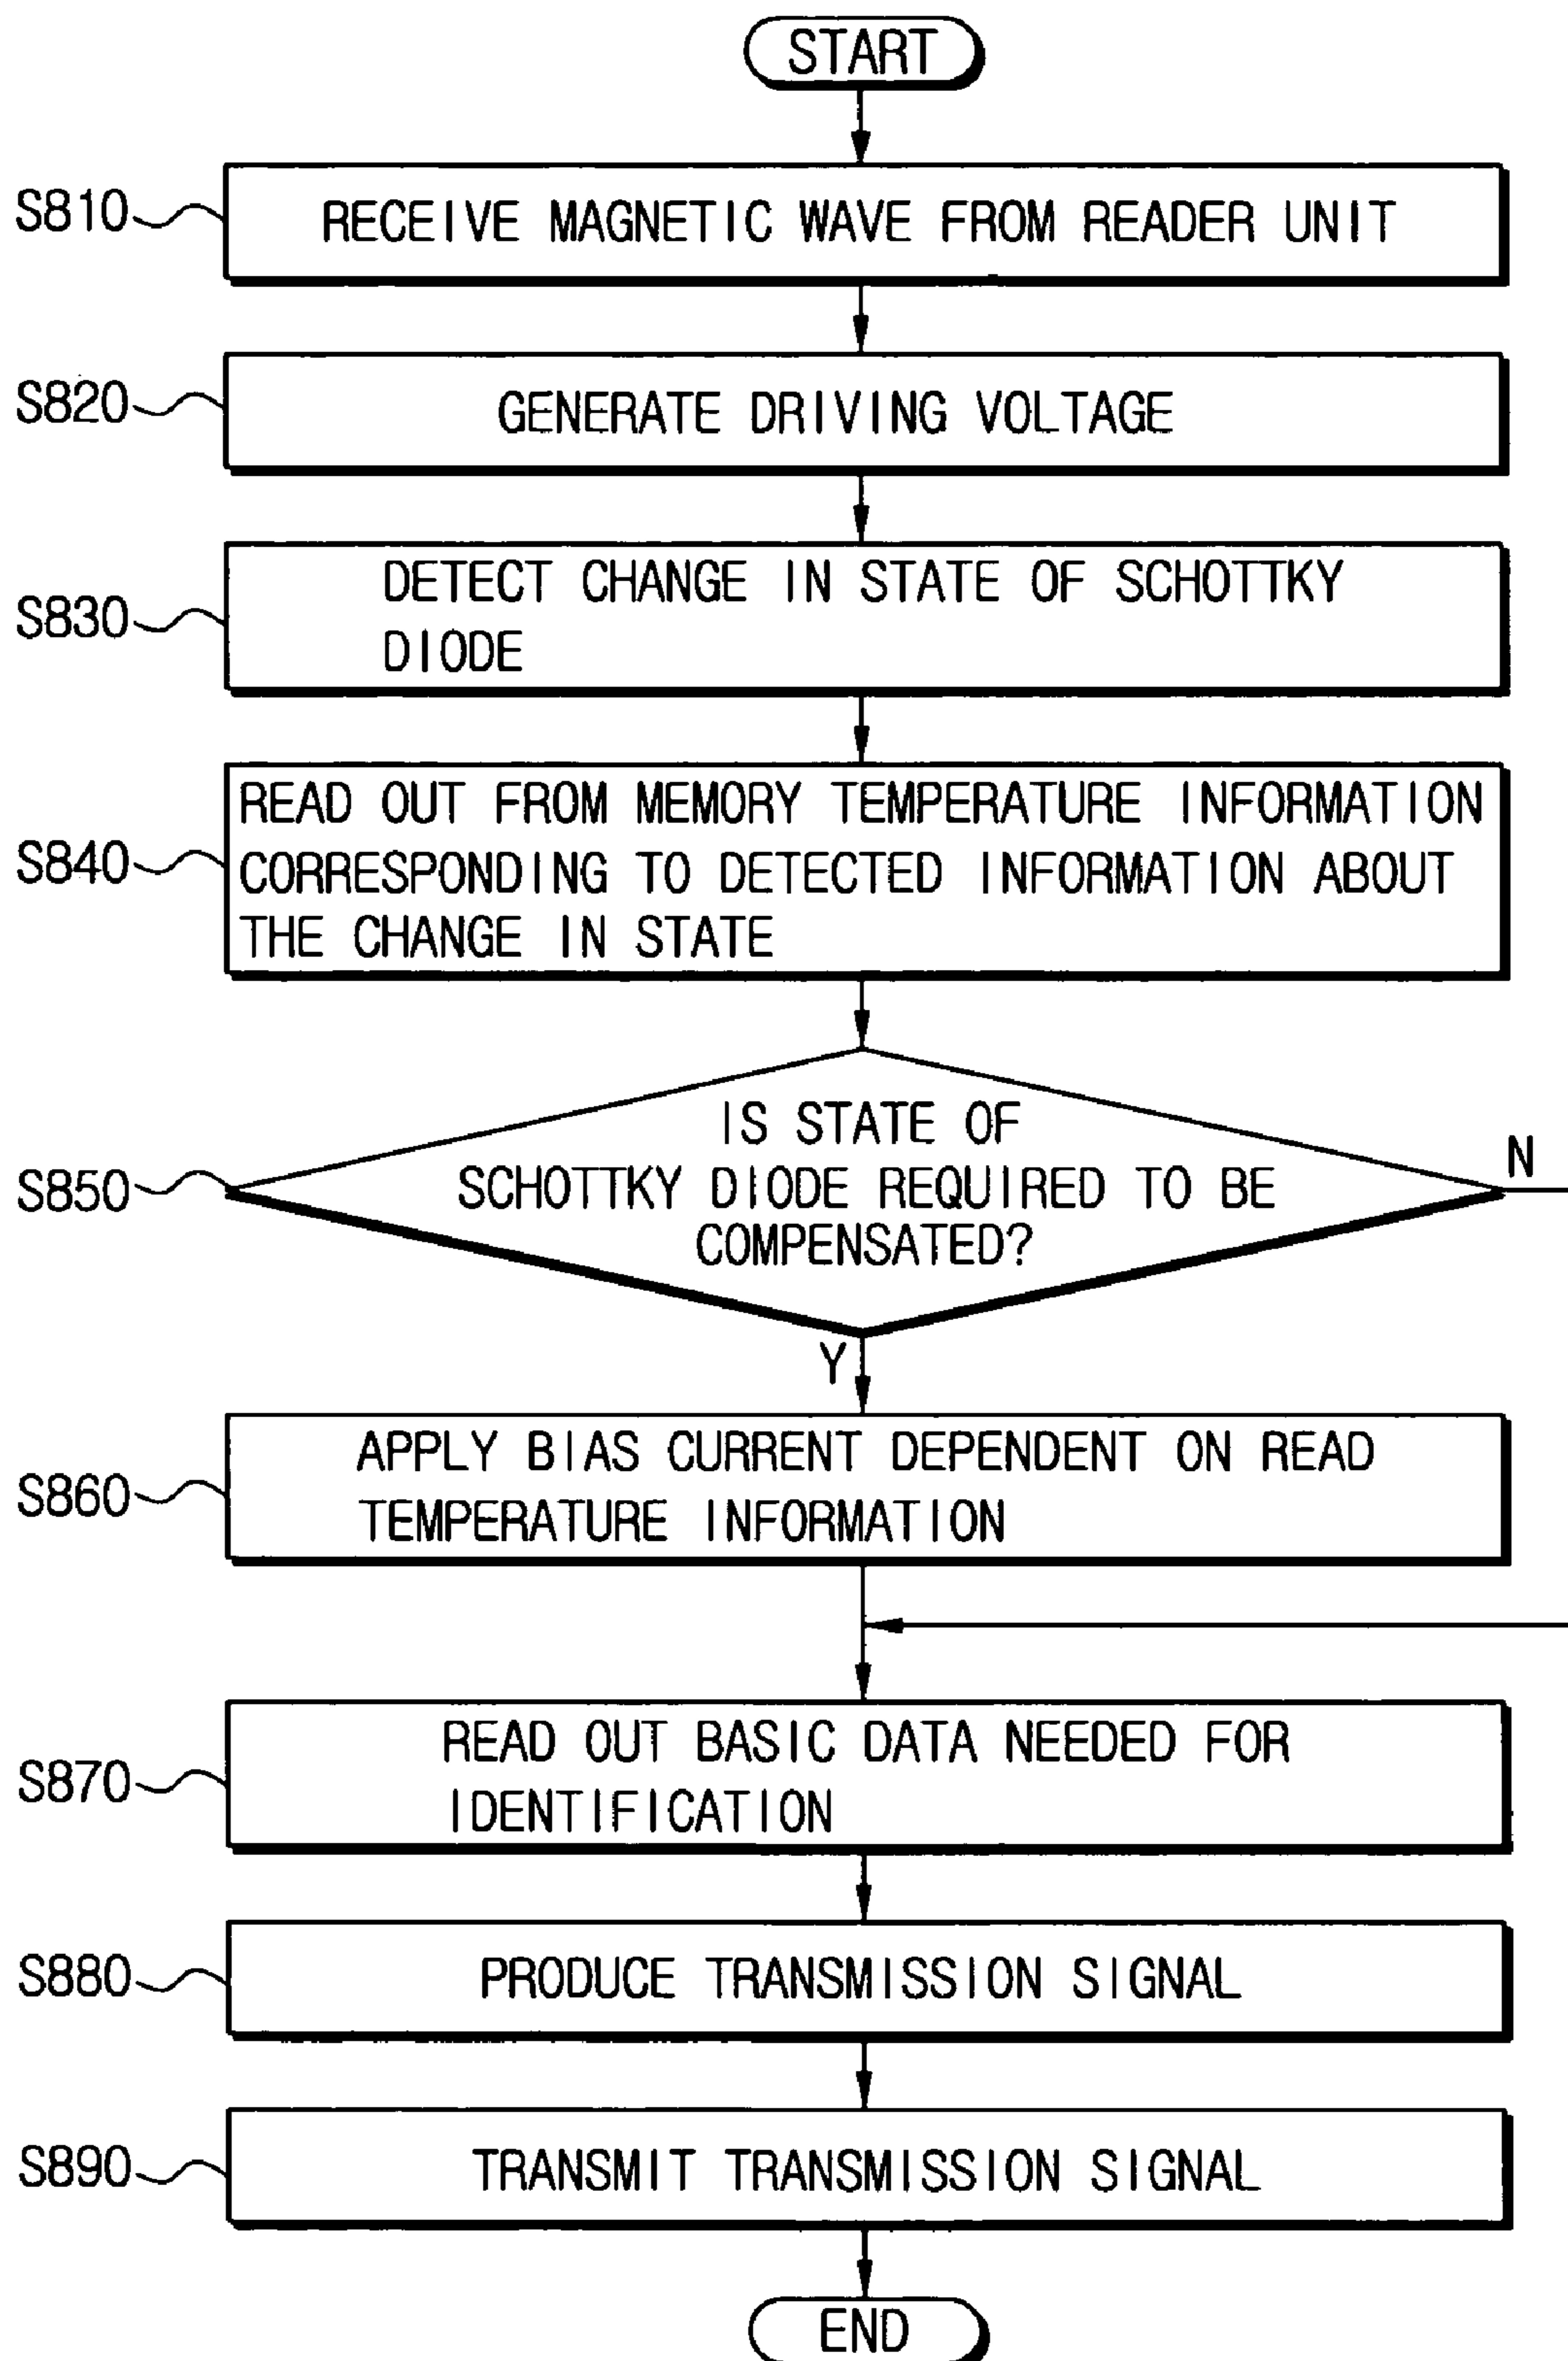 START
S810
RECEIVE MAGNETIC WAVE FROM READER UNIT
S820
GENERATE DRIVING VOLTAGE
S830
DETECT CHANGE IN STATE OF SCHOTTKY
DIODE
S840
READ OUT FROM MEMORY TEMPERATURE INFORMATION
CORRESPONDING TO DETECTED INFORMATION ABOUT
THE CHANGE IN STATE
S850
IS STATE OF
SCHOTTKY DIODE REQUIRED TO BE
COMPENSATED?
N
Y
S860
APPLY BIAS CURRENT DEPENDENT ON READ
TEMPERATURE INFORMATION
S870
READ OUT BASIC DATA NEEDED FOR
IDENTIFICATION
S880
PRODUCE TRANSMISSION SIGNAL
S890
TRANSMIT TRANSMISSION SIGNAL
END